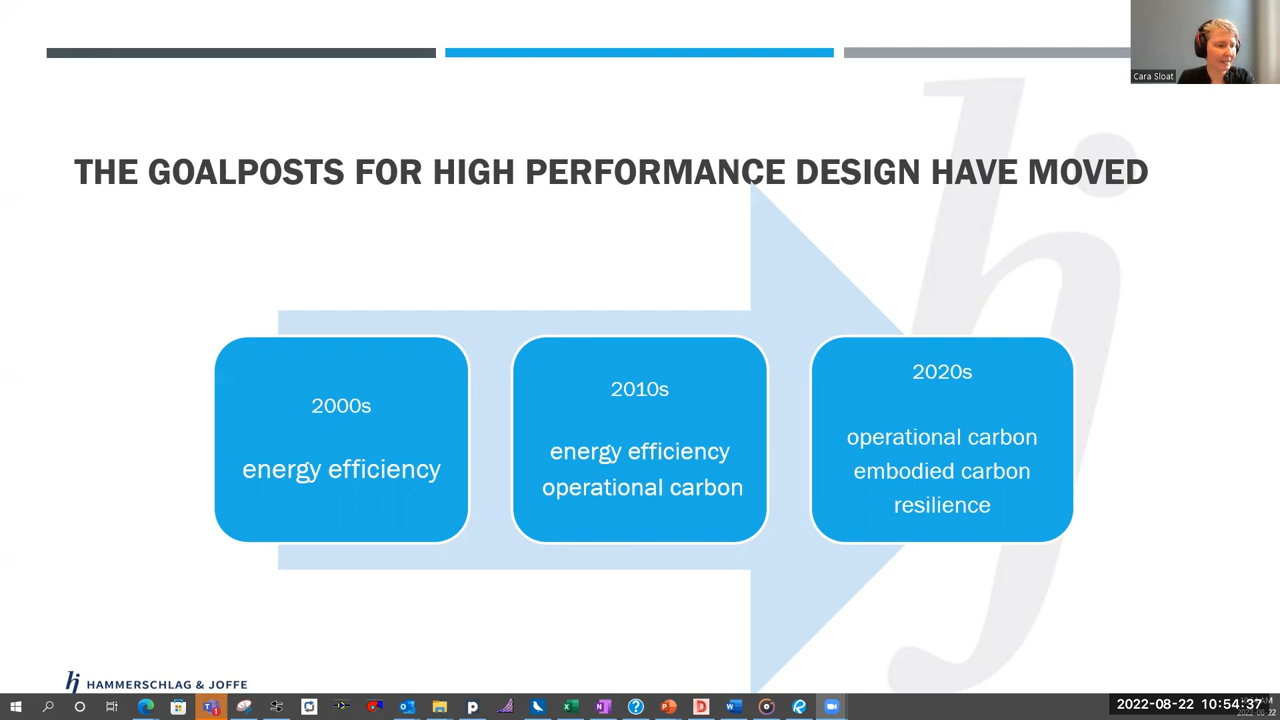 Cara Sloat
THE GOALPOSTS FOR HIGH PERFORMANCE DESIGN HAVE MOVED
2000s
energy efficiency
2010s
energy efficiency
operational carbon
2020s
operational carbon
embodied carbon
resilience
hj HAMMERSCHLAG & JOFFE
2022-08-22 10:54:37